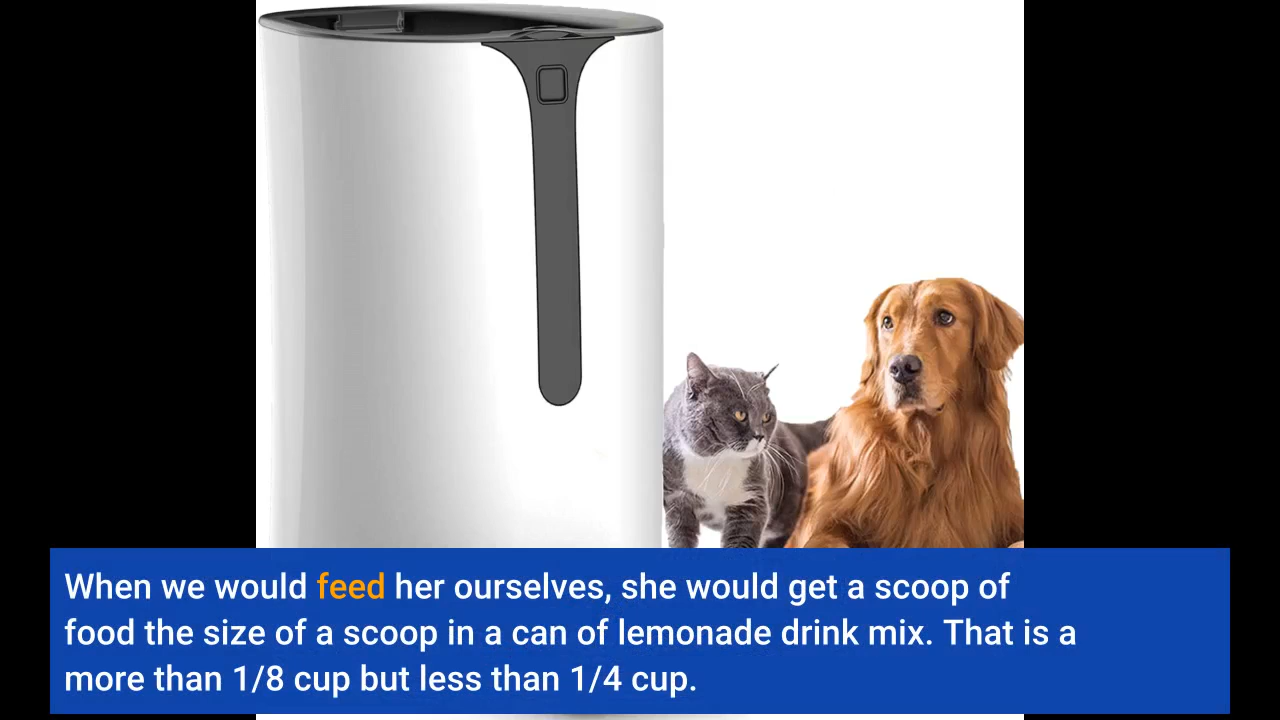 When we would feed her ourselves, she would get a scoop of
food the size of a scoop in a can of lemonade drink mix. That is a
more than 1/8 cup but less than 1/4 cup.